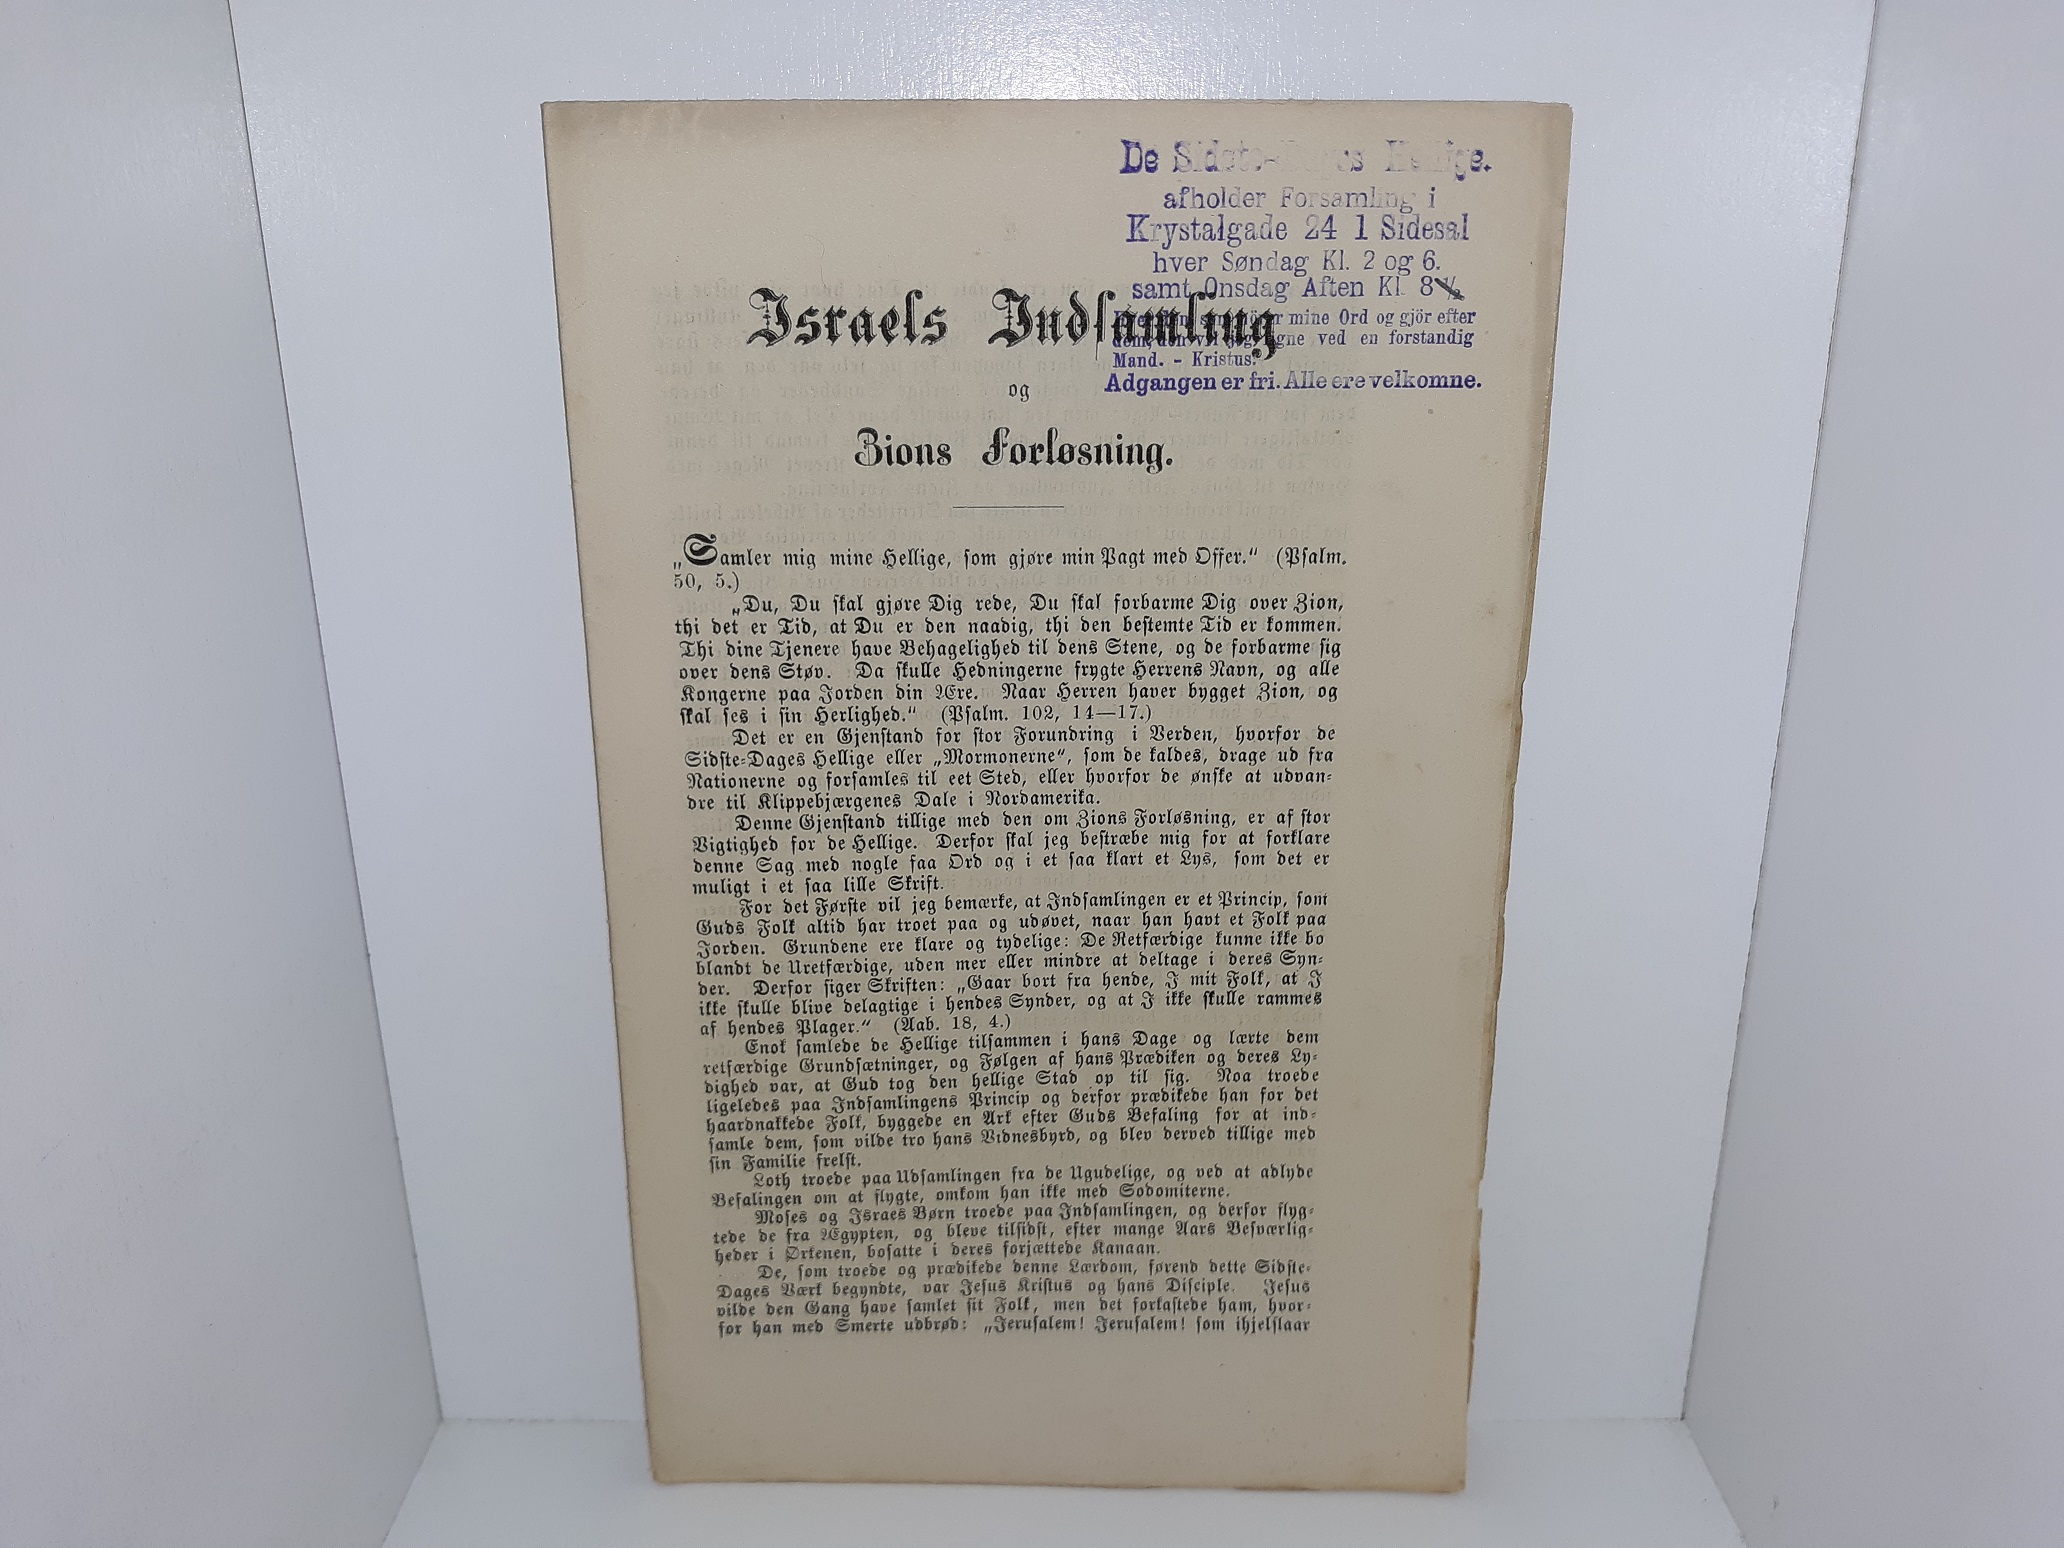 De Sidste-Dages Hellige.
afholder Forsamling i
Krystalgade 24 1 Sidesal
hver Søndag Kl. 2 og 6.
samt Onsdag Aften Kl 8½
mine Ord og gjör efter
dem, den vil jeg ligne ved en forstandig
Mand. - Kristus.
Adgangen er fri. Alle ere velkomne.
Israels Indsamling
og
Zions Forløsning.
„Samler mig mine Hellige, som gjøre min Pagt med Offer.“ (Psalm.
50, 5.)
„Du, Du skal gjøre Dig rede, Du skal forbarme Dig over Zion,
thi det er Tid, at Du er den naadig, thi den bestemte Tid er kommen.
Thi dine Tjenere have Behagelighed til dens Stene, og de forbarme sig
over dens Støv. Da skulle Hedningerne frygte Herrens Navn, og alle
Kongerne paa Jorden din Ære. Naar Herren haver bygget Zion, og
skal ses i sin Herlighed.“ (Psalm. 102, 14—17.)
Det er en Gjenstand for stor Forundring i Verden, hvorfor de
Sidste-Dages Hellige eller „Mormonerne“, som de kaldes, drage ud fra
Nationerne og forsamles til eet Sted, eller hvorfor de ønske at udvan-
dre til Klippebjærgenes Dale i Nordamerika.
Denne Gjenstand tillige med den om Zions Forløsning, er af stor
Vigtighed for de Hellige. Derfor skal jeg bestræbe mig for at forklare
denne Sag med nogle faa Ord og i et saa klart et Lys, som det er
muligt i et saa lille Skrift.
For det Første vil jeg bemærke, at Indsamlingen er et Princip, som
Guds Folk altid har troet paa og udøvet, naar han havt et Folk paa
Jorden. Grundene ere klare og tydelige: De Retfærdige kunne ikke bo
blandt de Uretfærdige, uden mer eller mindre at deltage i deres Syn-
der. Derfor siger Skriften: „Gaar bort fra hende, I mit Folk, at I
ikke skulle blive delagtige i hendes Synder, og at I ikke skulle rammes
af hendes Plager.“ (Aab. 18, 4.)
Enok samlede de Hellige tilsammen i hans Dage og lærte dem
retfærdige Grundsætninger, og Følgen af hans Prædiken og deres Ly-
dighed var, at Gud tog den hellige Stad op til sig. Noa troede
ligeledes paa Indsamlingens Princip og derfor prædikede han for det
haardnakkede Folk, byggede en Ark efter Guds Befaling for at ind-
samle dem, som vilde tro hans Vidnesbyrd, og blev derved tillige med
sin Familie frelst.
Loth troede paa Udsamlingen fra de Ugudelige, og ved at adlyde
Befalingen om at flygte, omkom han ikke med Sodomiterne.
Moses og Israes Børn troede paa Indsamlingen, og derfor flyg-
tede de fra Ægypten, og bleve tilsidst, efter mange Aars Besværlig-
heder i Ørkenen, bosatte i deres forjættede Kanaan.
De, som troede og prædikede denne Lærdom, førend dette Sidste-
Dages Værk begyndte, var Jesus Kristus og hans Disciple. Jesus
vilde den Gang have samlet sit Folk, men det forkastede ham, hvor-
for han med Smerte udbrød: „Jerusalem! Jerusalem! som ihjelslaar